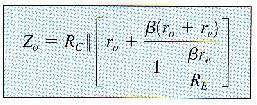 Z_o = R_C ‖ [ r_o + β(r_o + r_e) / (1 βr_e / R_E) ]